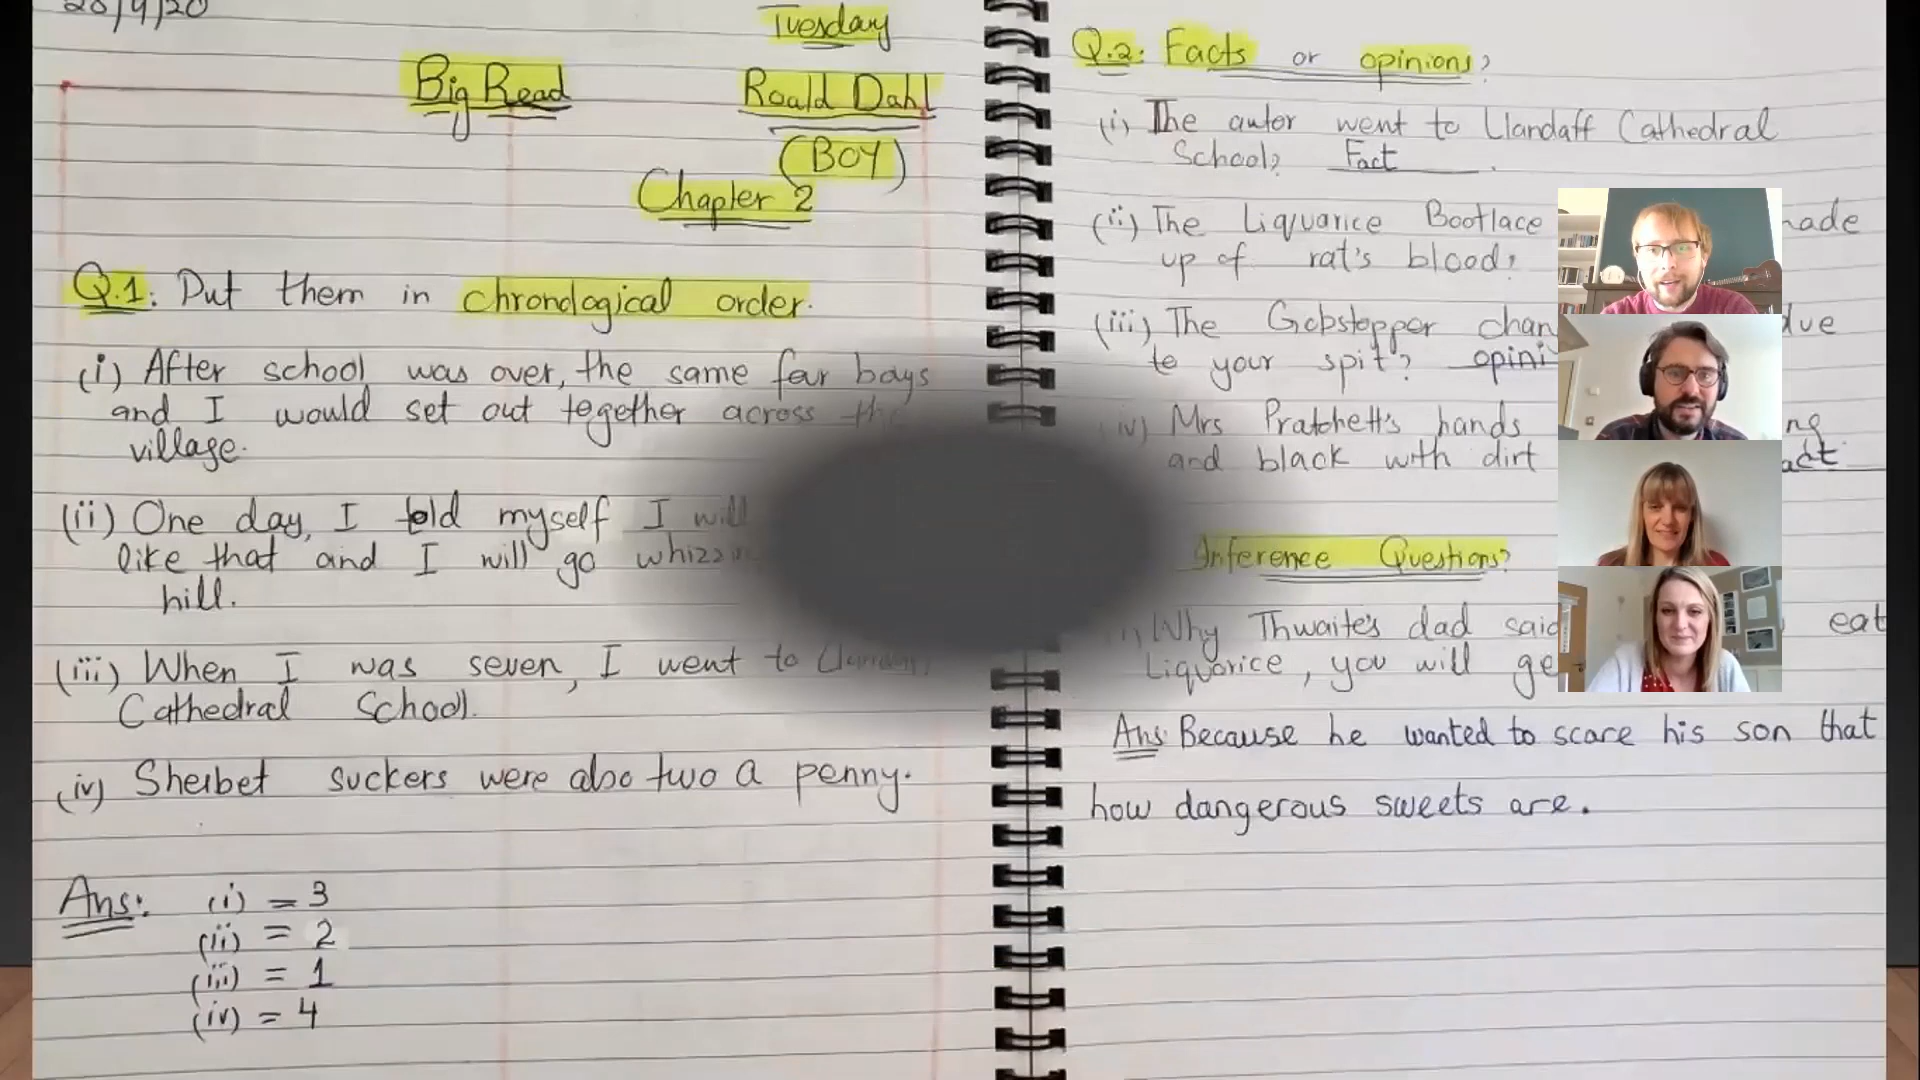 Tuesday
Big Read Roald Dahl
(BOY)
Chapter 2
Q.1: Put them in chronological order.
(i) After school was over, the same four boys
and I would set out together across the
village.
(ii) One day, I told myself I will
like that and I will go
hill.
(iii) When I was seven, I went to
Cathedral School.
(iv) Sherbet suckers were also two a penny.
Ans: (i) = 3
(ii) = 2
(iii) = 1
(iv) = 4
Q.2: Facts or opinions?
(i) The autor went to Llandaff Cathedral
School? Fact.
(ii) The Liquarice Bootlace
up of rat's blood?
(iii) The Gobstopper
to your spit?
(iv) Mrs Pratchett's hands
and black with dirt
Inference Questions?
Why Thwaite's dad said eat
Liquorice, you will
Ans Because he wanted to scare his son that
how dangerous sweets are.